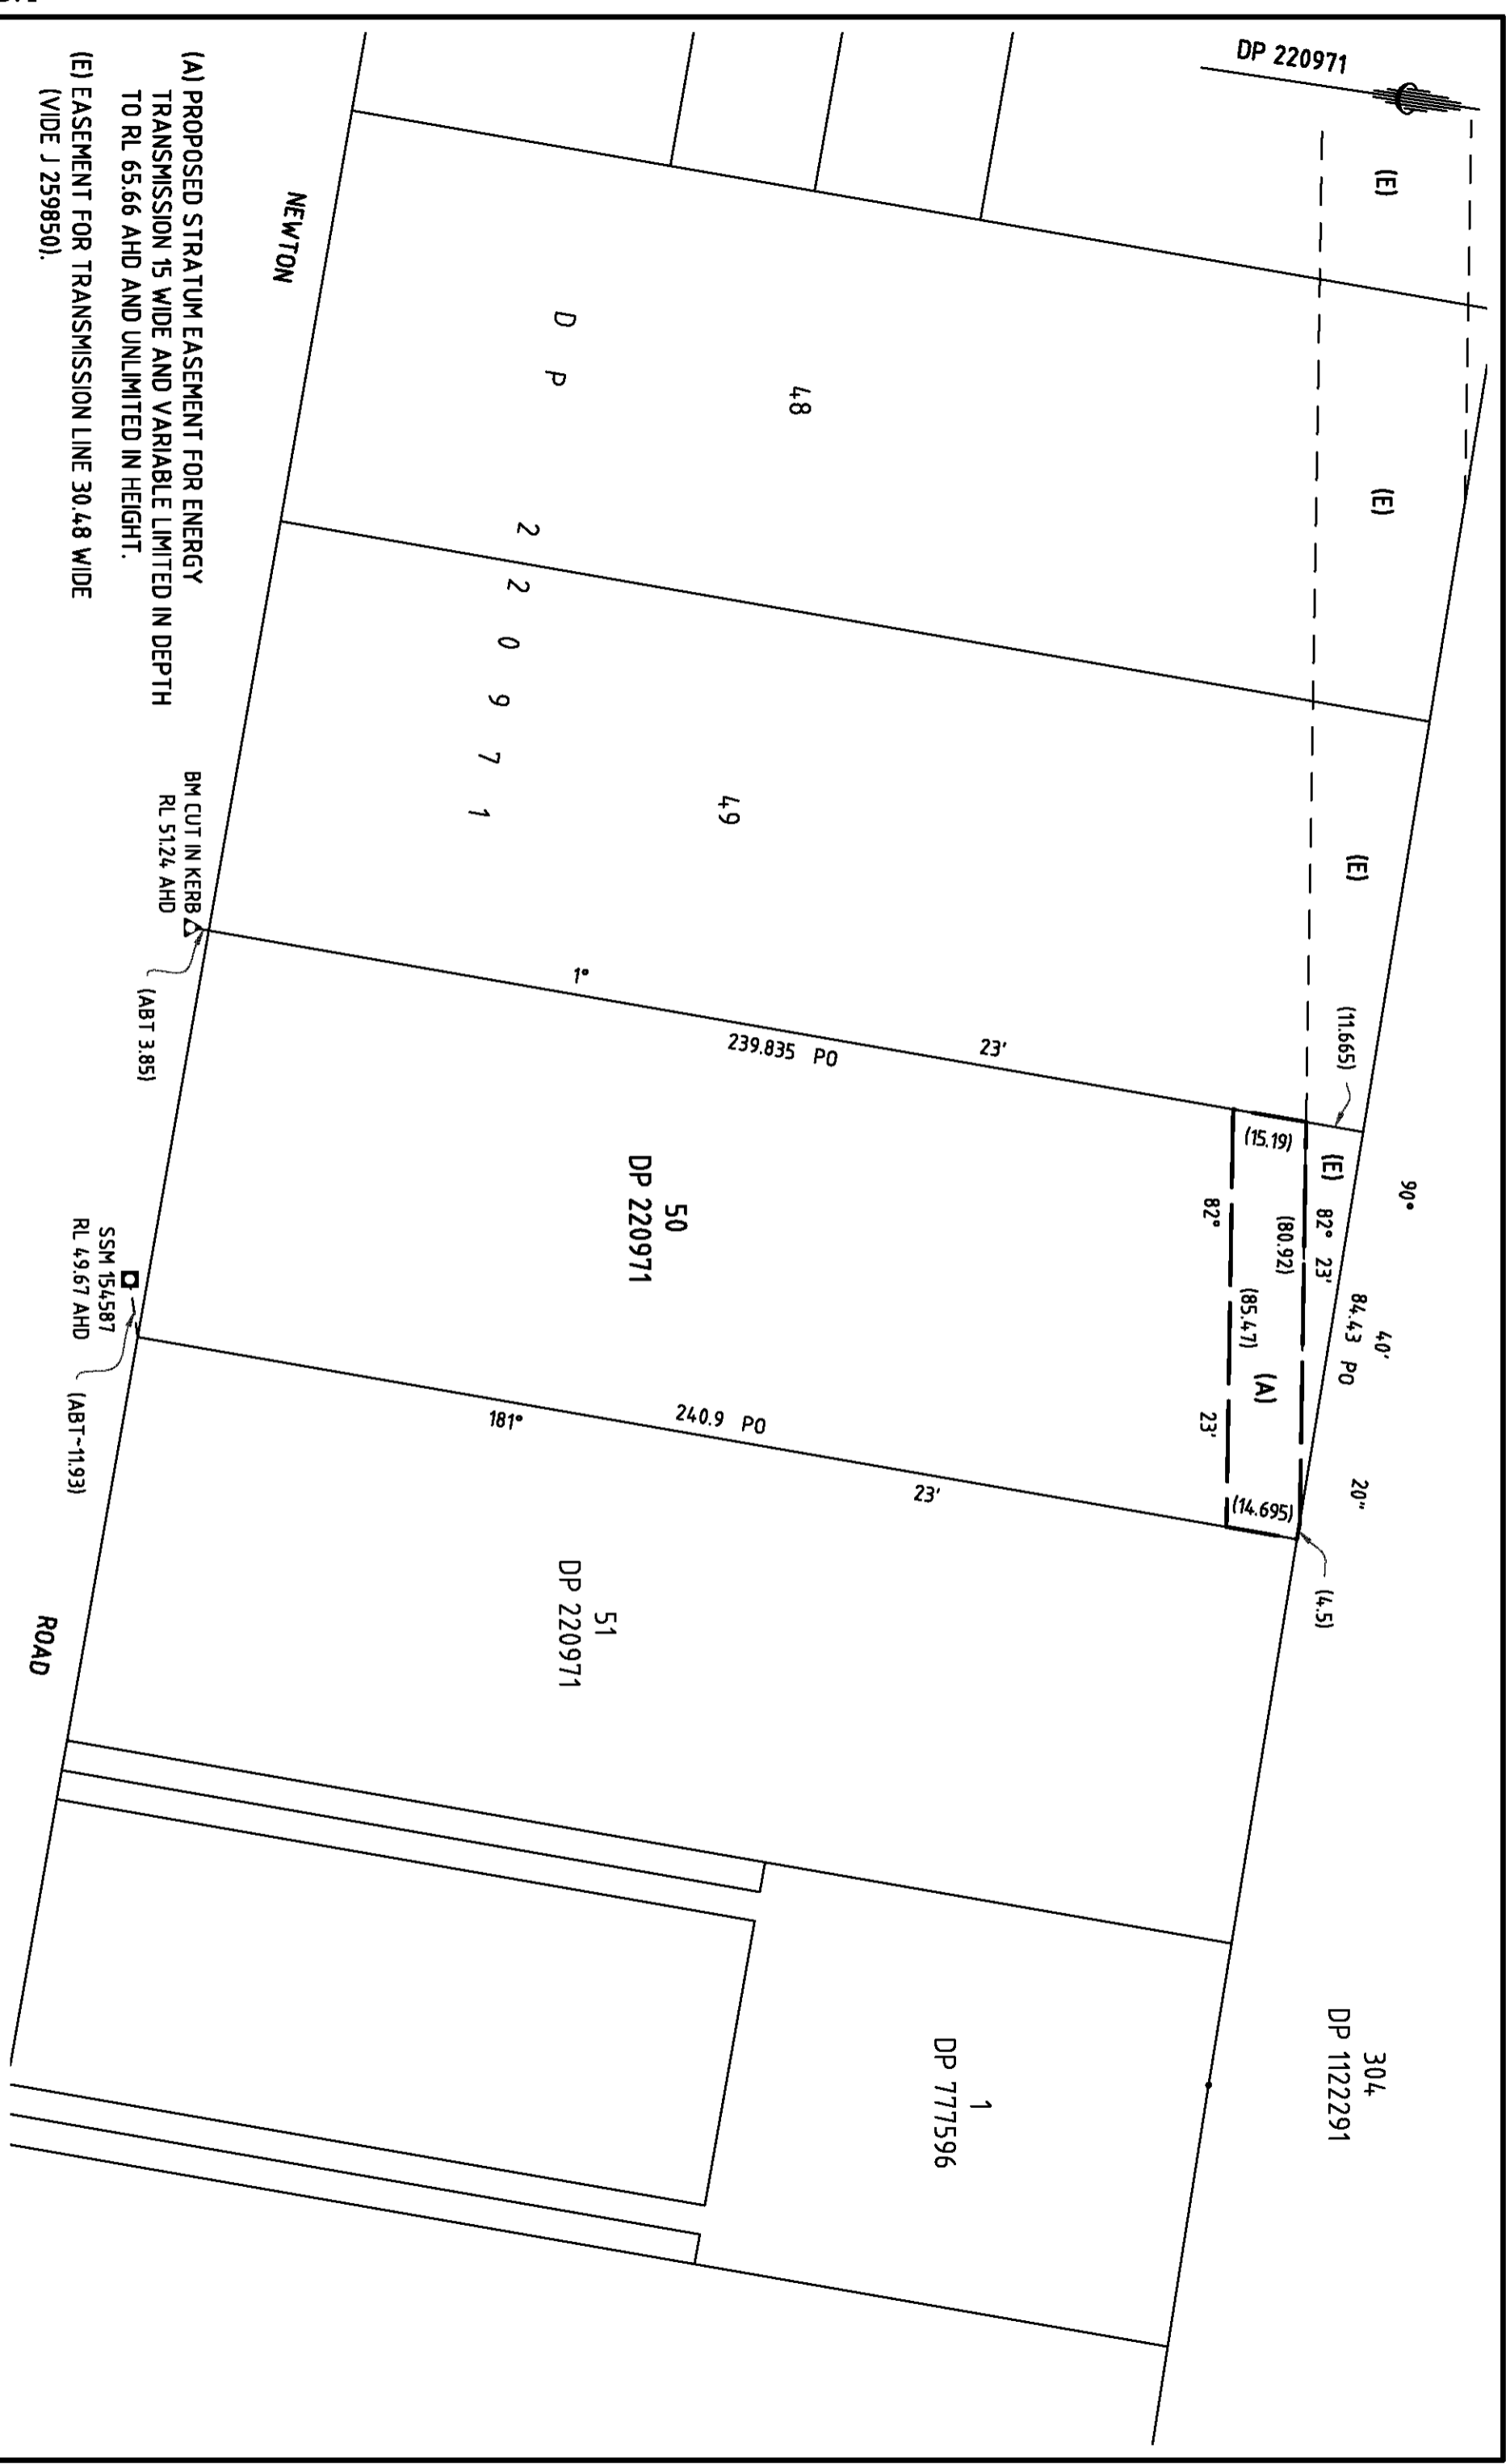 DP 220971
(E)
(E)
(E)
(E)
(11.665)
90°
40'
20"
84.43 PO
82° 23'
(80.92)
(15.19)
(A)
(14.695)
(4.5)
82°
(85.47)
23'
48
49
50
DP 220971
51
DP 220971
304
DP 1122291
1
DP 777596
1°
239.835 PO
23'
181°
240.9 PO
23'
D P 2 2 0 9 7 1
NEWTON
ROAD
BM CUT IN KERB
RL 51.24 AHD
(ABT 3.85)
SSM 154587
RL 49.67 AHD
(ABT~11.93)
(A) PROPOSED STRATUM EASEMENT FOR ENERGY
TRANSMISSION 15 WIDE AND VARIABLE LIMITED IN DEPTH
TO RL 65.66 AHD AND UNLIMITED IN HEIGHT.
(E) EASEMENT FOR TRANSMISSION LINE 30.48 WIDE
(VIDE J 259850).